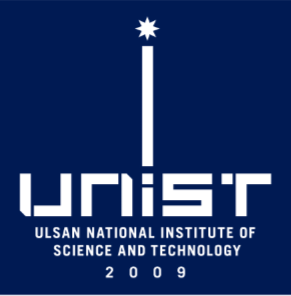 UNiST
ULSAN NATIONAL INSTITUTE OF
SCIENCE AND TECHNOLOGY
2009